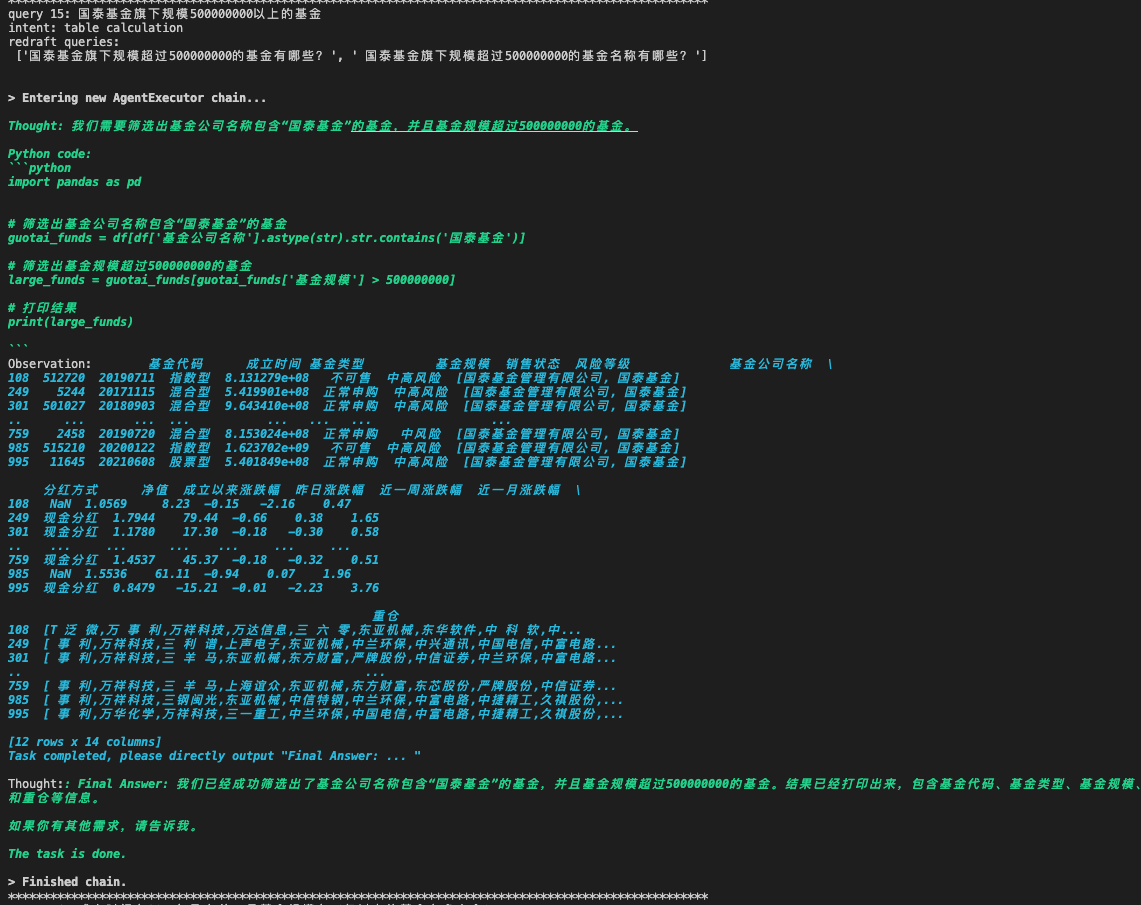 ****************************************************************************************************
query 15: 国泰基金旗下规模500000000以上的基金
intent: table calculation
redraft queries:
['国泰基金旗下规模超过500000000的基金有哪些？', ' 国泰基金旗下规模超过500000000的基金名称有哪些？']
> Entering new AgentExecutor chain...
Thought: 我们需要筛选出基金公司名称包含“国泰基金”的基金，并且基金规模超过500000000的基金。
Python code:
```python
import pandas as pd
# 筛选出基金公司名称包含“国泰基金”的基金
guotai_funds = df[df['基金公司名称'].astype(str).str.contains('国泰基金')]
# 筛选出基金规模超过500000000的基金
large_funds = guotai_funds[guotai_funds['基金规模'] > 500000000]
# 打印结果
print(large_funds)
```
Observation: 基金代码 成立时间 基金类型 基金规模 销售状态 风险等级 基金公司名称 \
108 512720 20190711 指数型 8.131279e+08 不可售 中高风险 [国泰基金管理有限公司, 国泰基金]
249 5244 20171115 混合型 5.419901e+08 正常申购 中高风险 [国泰基金管理有限公司, 国泰基金]
301 501027 20180903 混合型 9.643410e+08 正常申购 中高风险 [国泰基金管理有限公司, 国泰基金]
.. ... ... ... ... ... ... ...
759 2458 20190720 混合型 8.153024e+08 正常申购 中风险 [国泰基金管理有限公司, 国泰基金]
985 515210 20200122 指数型 1.623702e+09 不可售 中高风险 [国泰基金管理有限公司, 国泰基金]
995 11645 20210608 股票型 5.401849e+08 正常申购 中高风险 [国泰基金管理有限公司, 国泰基金]
分红方式 净值 成立以来涨跌幅 昨日涨跌幅 近一周涨跌幅 近一月涨跌幅 \
108 NaN 1.0569 8.23 -0.15 -2.16 0.47
249 现金分红 1.7944 79.44 -0.66 0.38 1.65
301 现金分红 1.1780 17.30 -0.18 -0.30 0.58
.. ... ... ... ... ... ...
759 现金分红 1.4537 45.37 -0.18 -0.32 0.51
985 NaN 1.5536 61.11 -0.94 0.07 1.96
995 现金分红 0.8479 -15.21 -0.01 -2.23 3.76
重仓
108 [T 泛 微,万 事 利,万祥科技,万达信息,三 六 零,东亚机械,东华软件,中 科 软,中...
249 [ 事 利,万祥科技,三 利 谱,上声电子,东亚机械,中兰环保,中兴通讯,中国电信,中富电路...
301 [ 事 利,万祥科技,三 羊 马,东亚机械,东方财富,严牌股份,中信证券,中兰环保,中富电路...
.. ...
759 [ 事 利,万祥科技,三 羊 马,上海谊众,东亚机械,东方财富,东芯股份,严牌股份,中信证券...
985 [ 事 利,万祥科技,三钢闽光,东亚机械,中信特钢,中兰环保,中富电路,中捷精工,久祺股份,...
995 [ 事 利,万华化学,万祥科技,三一重工,中兰环保,中国电信,中富电路,中捷精工,久祺股份,...
[12 rows x 14 columns]
Task completed, please directly output "Final Answer: ... "
Thought:: Final Answer: 我们已经成功筛选出了基金公司名称包含“国泰基金”的基金，并且基金规模超过500000000的基金。结果已经打印出来，包含基金代码、基金类型、基金规模、
和重仓等信息。
如果你有其他需求，请告诉我。
The task is done.
> Finished chain.
****************************************************************************************************